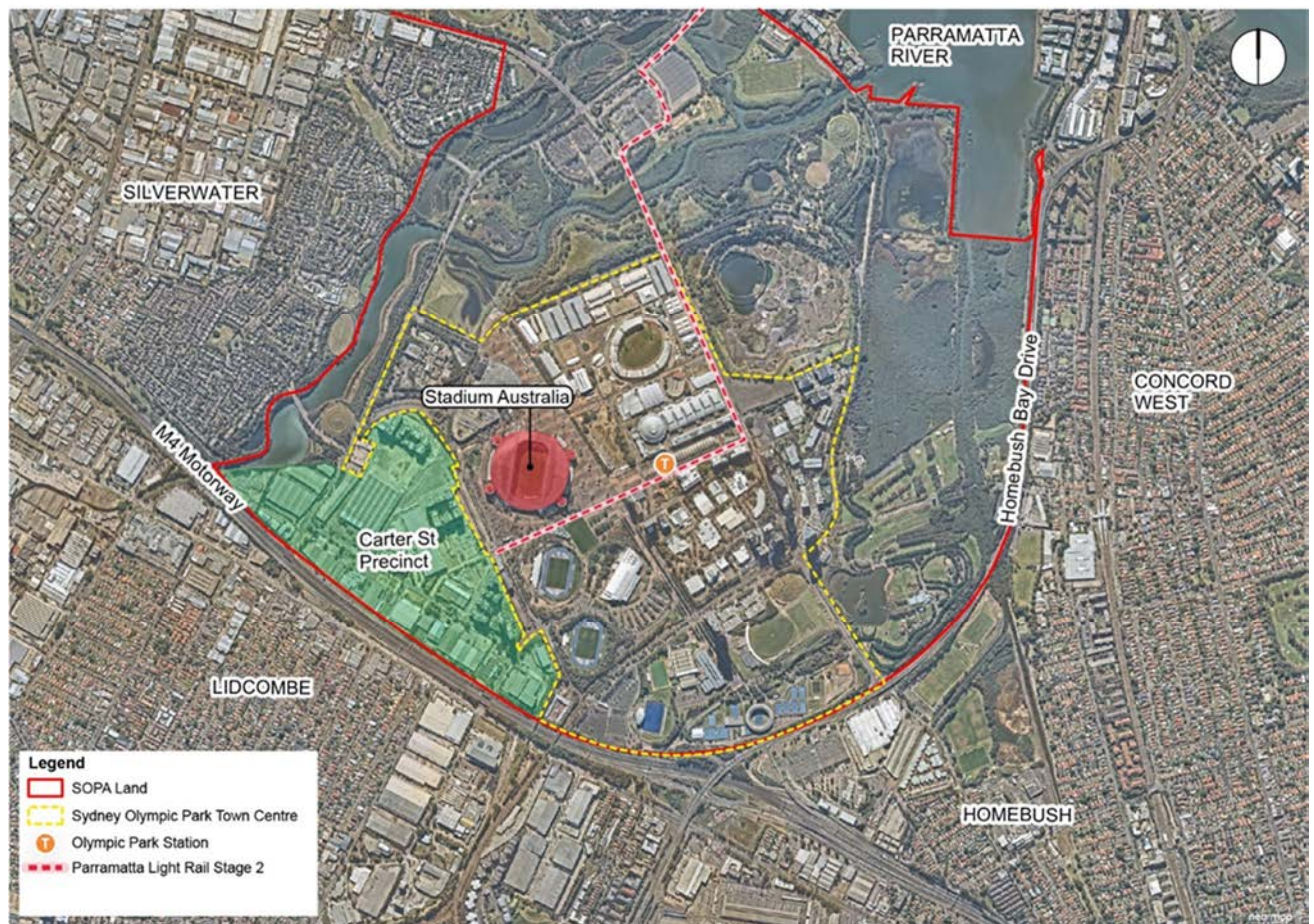 PARRAMATTA
RIVER
SILVERWATER
CONCORD
WEST
Stadium Australia
Homebush Bay Drive
M4 Motorway
Carter St
Precinct
LIDCOMBE
HOMEBUSH
Legend
SOPA Land
Sydney Olympic Park Town Centre
T
Olympic Park Station
Parramatta Light Rail Stage 2
T
nearmap